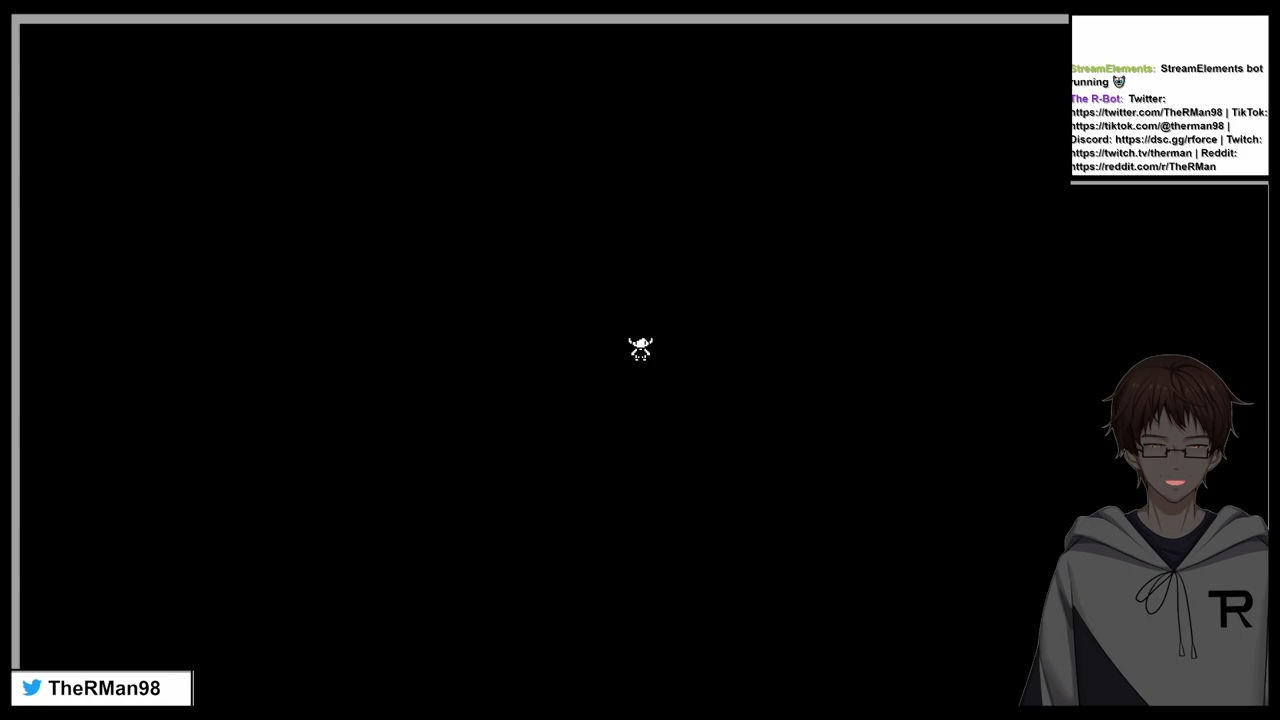 StreamElements: StreamElements bot
running
The R-Bot: Twitter:
https://twitter.com/TheRMan98 | TikTok:
https://tiktok.com/@therman98 |
Discord: https://dsc.gg/rforce | Twitch:
https://twitch.tv/therman | Reddit:
https://reddit.com/r/TheRMan
TR
TheRMan98